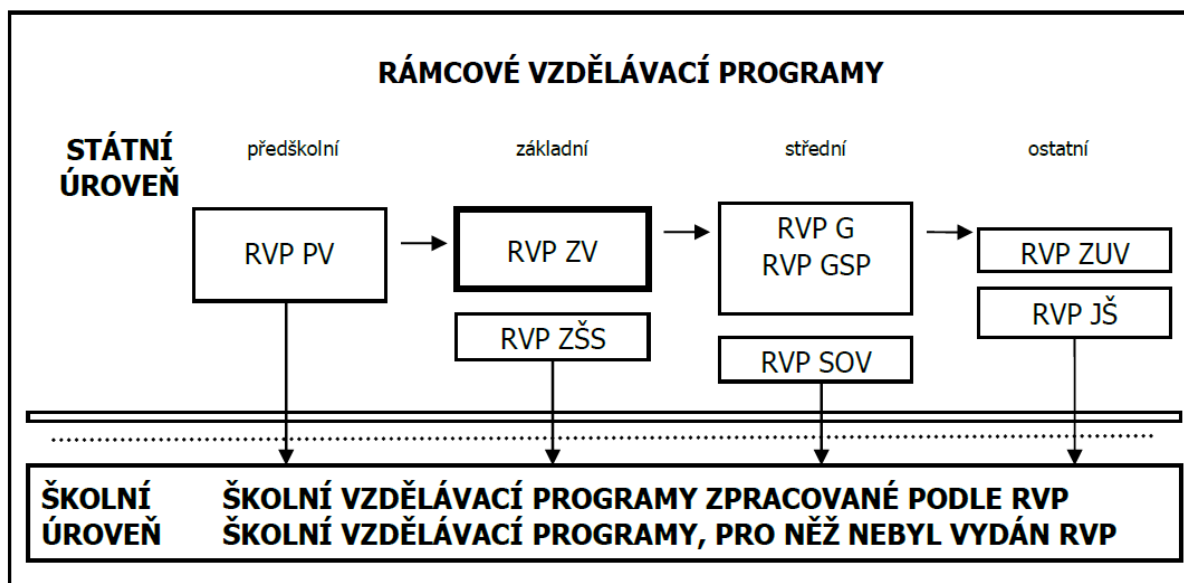 RÁMCOVÉ VZDĚLÁVACÍ PROGRAMY
STÁTNÍ
ÚROVEŇ
předškolní
základní
střední
ostatní
RVP PV
RVP ZV
RVP G
RVP GSP
RVP ZUV
RVP ZŠS
RVP SOV
RVP JŠ
ŠKOLNÍ ŠKOLNÍ VZDĚLÁVACÍ PROGRAMY ZPRACOVANÉ PODLE RVP
ÚROVEŇ ŠKOLNÍ VZDĚLÁVACÍ PROGRAMY, PRO NĚŽ NEBYL VYDÁN RVP